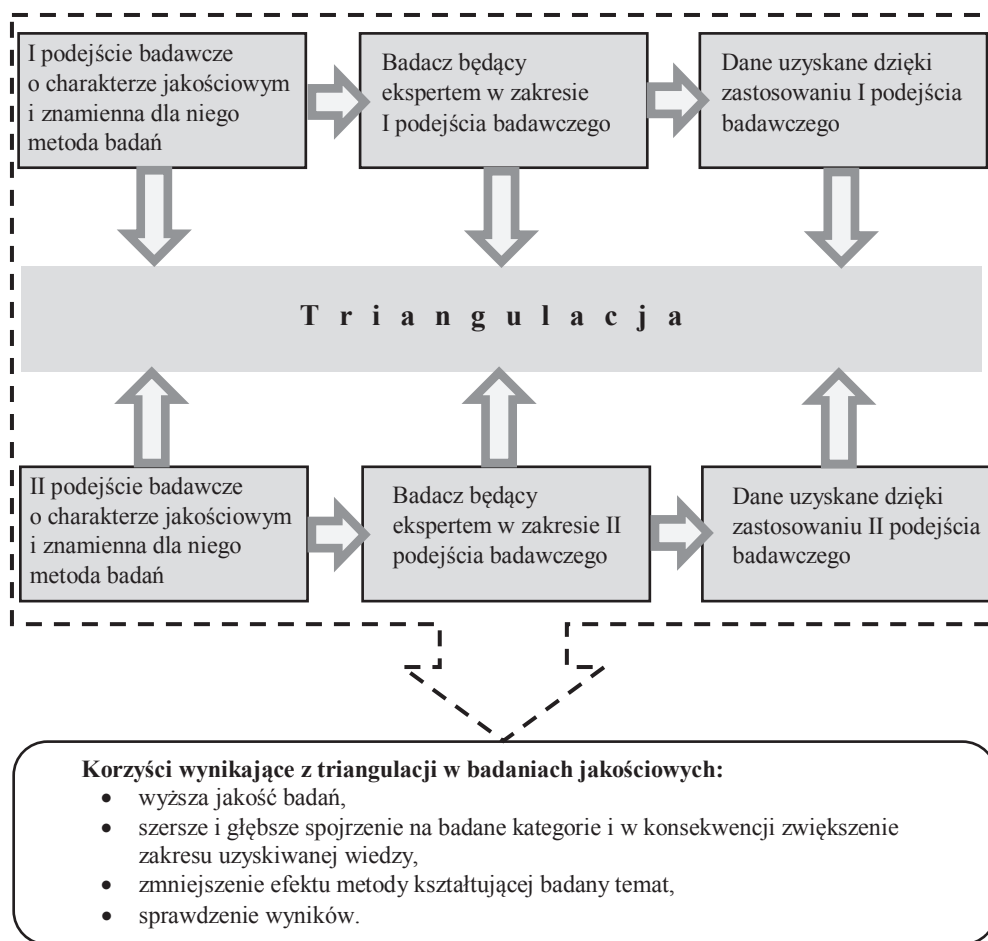 I podejście badawcze
o charakterze jakościowym
i znamienna dla niego
metoda badań
Badacz będący
ekspertem w zakresie
I podejścia badawczego
Dane uzyskane dzięki
zastosowaniu I podejścia
badawczego
Triangulacja
II podejście badawcze
o charakterze jakościowym
i znamienna dla niego
metoda badań
Badacz będący
ekspertem w zakresie II
podejścia badawczego
Dane uzyskane dzięki
zastosowaniu II podejścia
badawczego
Korzyści wynikające z triangulacji w badaniach jakościowych:
• wyższa jakość badań,
• szersze i głębsze spojrzenie na badane kategorie i w konsekwencji zwiększenie
zakresu uzyskiwanej wiedzy,
• zmniejszenie efektu metody kształtującej badany temat,
• sprawdzenie wyników.